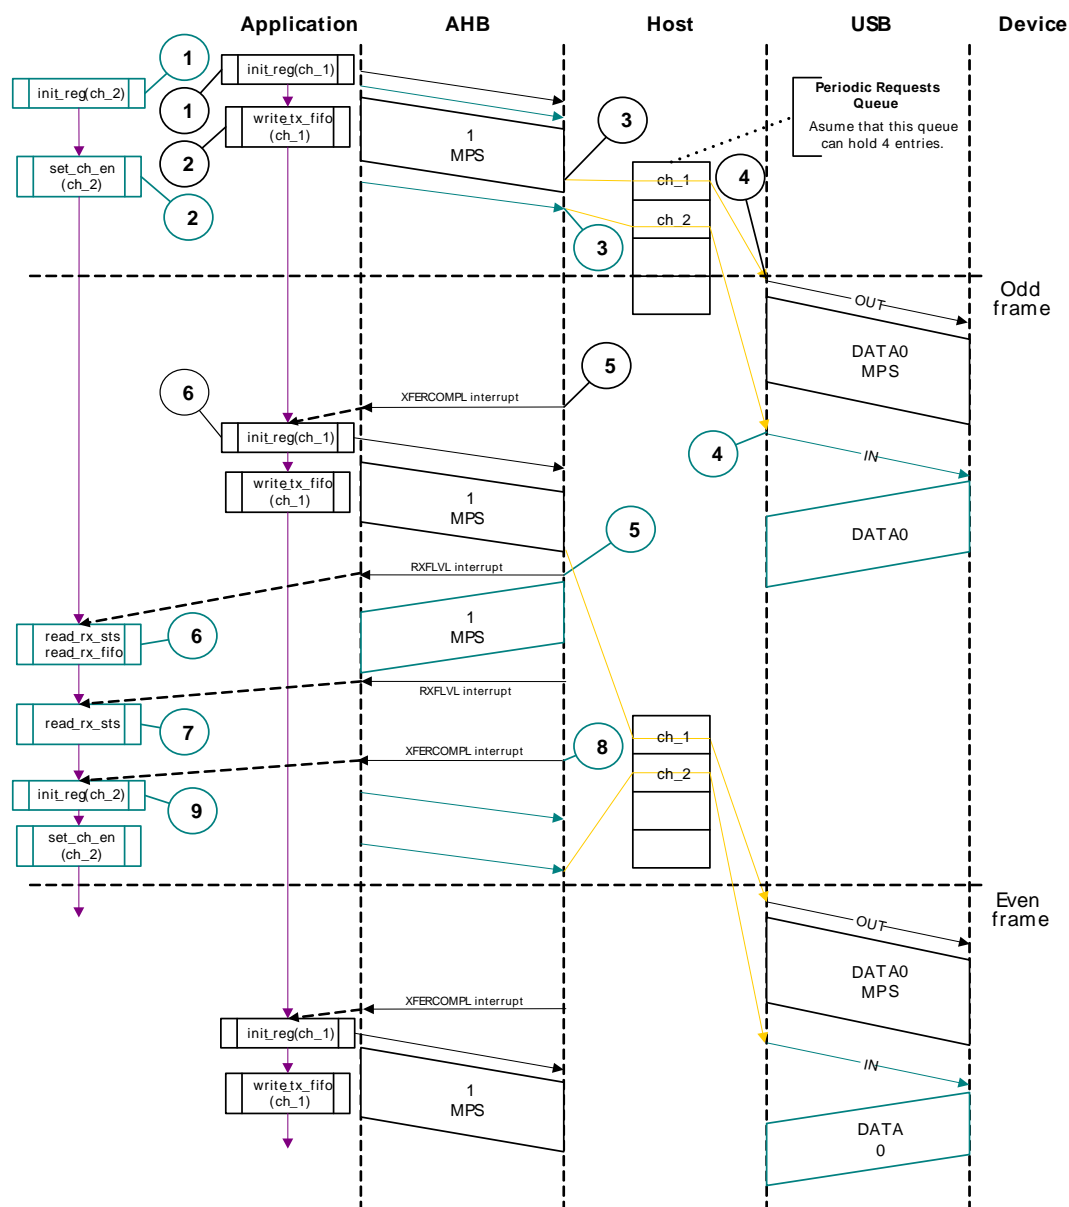 Application AHB Host USB Device
1
init_reg(ch_2)
init_reg(ch_1)
1
write_tx_fifo
(ch_1)
2
set_ch_en
(ch_2)
2
1
MPS
3
3
Periodic Requests
Queue
Asume that this queue
can hold 4 entries.
4
ch_1
ch_2
Odd
frame
OUT
DATA0
MPS
5
XFERCOMPL interrupt
6
init_reg(ch_1)
write_tx_fifo
(ch_1)
1
MPS
4
IN
DATA0
5
RXFLVL interrupt
1
MPS
read_rx_sts
read_rx_fifo
6
RXFLVL interrupt
read_rx_sts
7
8
XFERCOMPL interrupt
ch_1
ch_2
init_reg(ch_2)
9
set_ch_en
(ch_2)
Even
frame
OUT
DATA0
MPS
XFERCOMPL interrupt
init_reg(ch_1)
write_tx_fifo
(ch_1)
1
MPS
IN
DATA
0